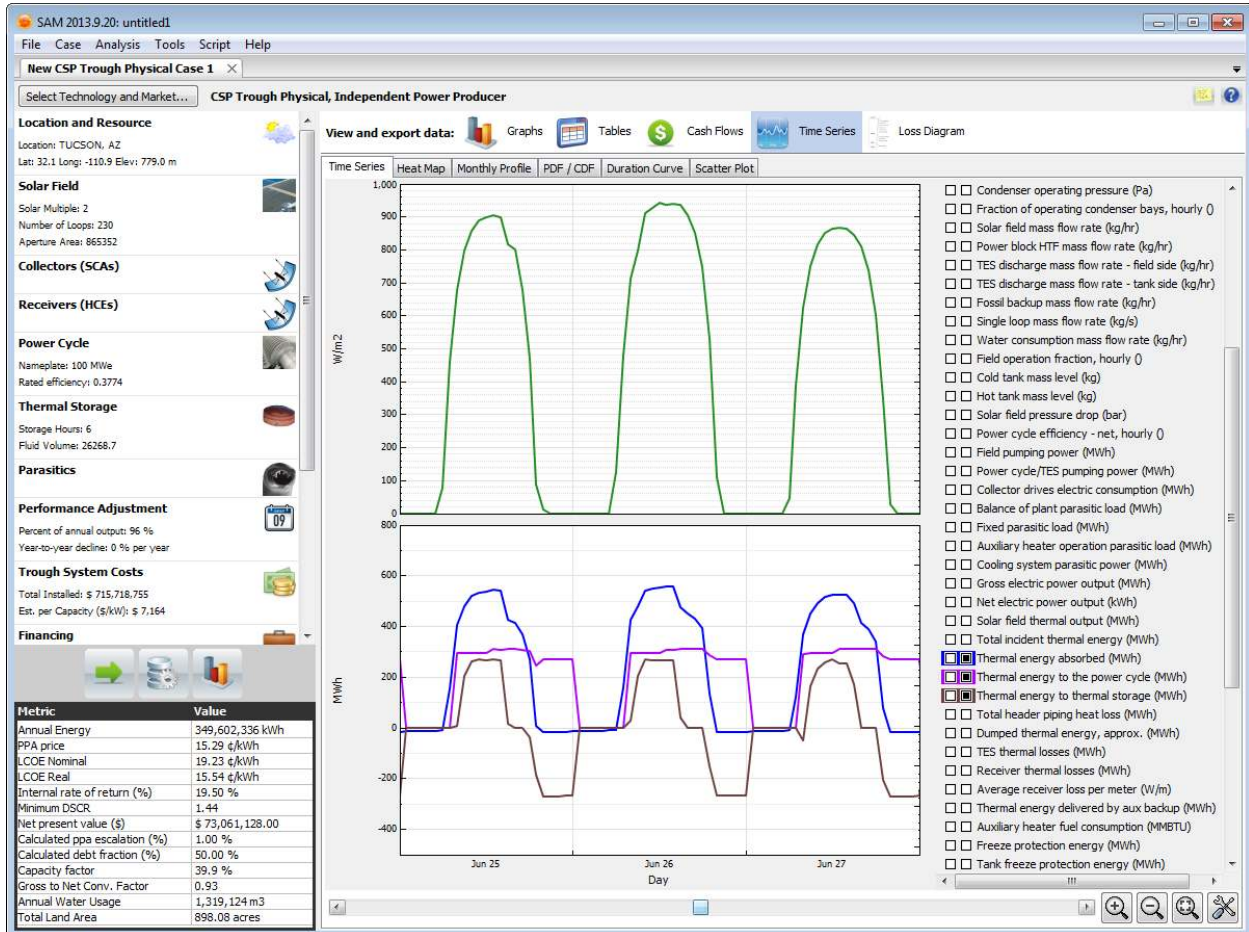 SAM 2013.9.20: untitled1
File Case Analysis Tools Script Help
New CSP Trough Physical Case 1
Select Technology and Market... CSP Trough Physical, Independent Power Producer
Location and Resource
Location: TUCSON, AZ
Lat: 32.1 Long: -110.9 Elev: 779.0 m
Solar Field
Solar Multiple: 2
Number of Loops: 230
Aperture Area: 865352
Collectors (SCAs)
Receivers (HCEs)
Power Cycle
Nameplate: 100 MWe
Rated efficiency: 0.3774
Thermal Storage
Storage Hours: 6
Fluid Volume: 26268.7
Parasitics
Performance Adjustment
09
Percent of annual output: 96 %
Year-to-year decline: 0 % per year
Trough System Costs
Total Installed: $ 715,718,755
Est. per Capacity ($/kW): $ 7,164
Financing
Metric Value
Annual Energy 349,602,336 kWh
PPA price 15.29 ¢/kWh
LCOE Nominal 19.23 ¢/kWh
LCOE Real 15.54 ¢/kWh
Internal rate of return (%) 19.50 %
Minimum DSCR 1.44
Net present value ($) $ 73,061,128.00
Calculated ppa escalation (%) 1.00 %
Calculated debt fraction (%) 50.00 %
Capacity factor 39.9 %
Gross to Net Conv. Factor 0.93
Annual Water Usage 1,319,124 m3
Total Land Area 898.08 acres
View and export data: Graphs Tables Cash Flows Time Series Loss Diagram
Time Series Heat Map Monthly Profile PDF / CDF Duration Curve Scatter Plot
1,000
900
800
700
600
500
400
300
200
100
0
W/m2
800
600
400
200
0
-200
-400
MWh
Jun 25 Jun 26 Jun 27
Day
Condenser operating pressure (Pa)
Fraction of operating condenser bays, hourly ()
Solar field mass flow rate (kg/hr)
Power block HTF mass flow rate (kg/hr)
TES discharge mass flow rate - field side (kg/hr)
TES discharge mass flow rate - tank side (kg/hr)
Fossil backup mass flow rate (kg/hr)
Single loop mass flow rate (kg/s)
Water consumption mass flow rate (kg/hr)
Field operation fraction, hourly ()
Cold tank mass level (kg)
Hot tank mass level (kg)
Solar field pressure drop (bar)
Power cycle efficiency - net, hourly ()
Field pumping power (MWh)
Power cycle/TES pumping power (MWh)
Collector drives electric consumption (MWh)
Balance of plant parasitic load (MWh)
Fixed parasitic load (MWh)
Auxiliary heater operation parasitic load (MWh)
Cooling system parasitic power (MWh)
Gross electric power output (MWh)
Net electric power output (kWh)
Solar field thermal output (MWh)
Total incident thermal energy (MWh)
Thermal energy absorbed (MWh)
Thermal energy to the power cycle (MWh)
Thermal energy to thermal storage (MWh)
Total header piping heat loss (MWh)
Dumped thermal energy, approx. (MWh)
TES thermal losses (MWh)
Receiver thermal losses (MWh)
Average receiver loss per meter (W/m)
Thermal energy delivered by aux backup (MWh)
Auxiliary heater fuel consumption (MMBTU)
Freeze protection energy (MWh)
Tank freeze protection energy (MWh)